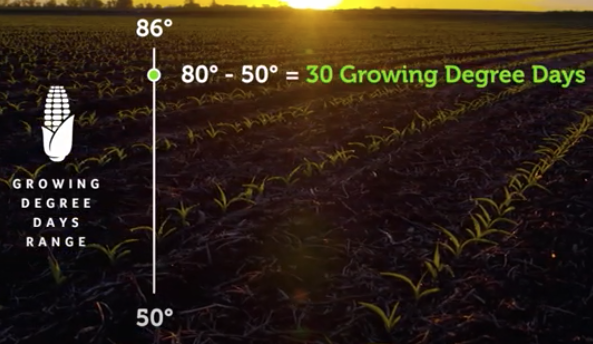 86°
80° - 50° = 30 Growing Degree Days
GROWING
DEGREE
DAYS
RANGE
50°